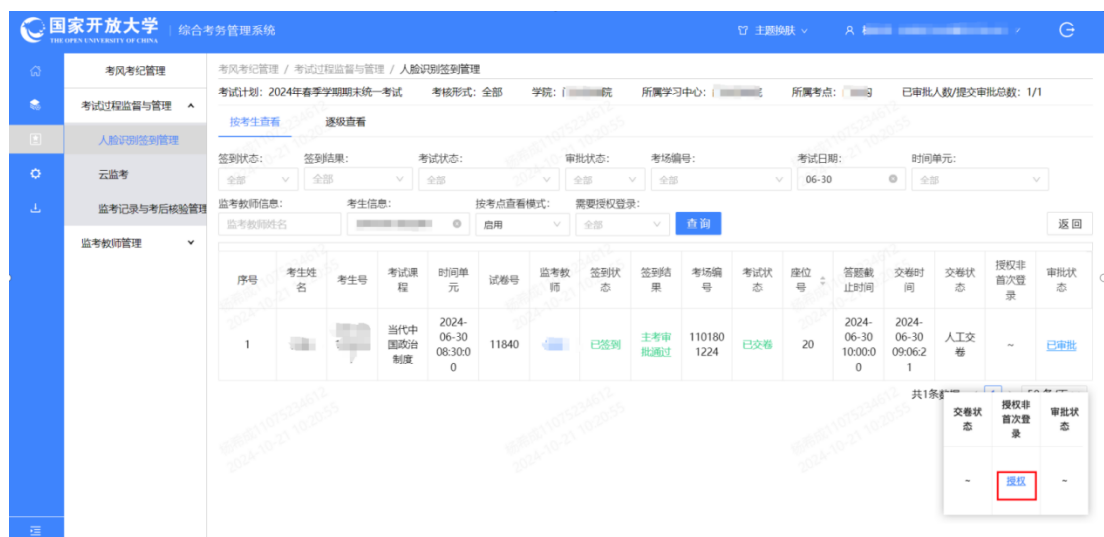 国家开放大学 综合考务管理系统 主题换肤
THE OPEN UNIVERSITY OF CHINA
考风考纪管理
考试过程监督与管理
人脸识别签到管理
云监考
监考记录与考后核验管理
监考教师管理
考风考纪管理 / 考试过程监督与管理 / 人脸识别签到管理
考试计划：2024年春季学期期末统一考试 考核形式：全部 学院： 院 所属学习中心： 所属考点： 已审批人数/提交审批总数：1/1
按考生查看 逐级查看
签到状态： 签到结果： 考试状态： 审批状态： 考场编号： 考试日期： 时间单元：
全部 全部 全部 全部 全部 06-30 全部
监考教师信息： 考生信息： 按考点查看模式： 需要授权登录：
监考教师姓名 启用 全部 查询 返回
序号 考生姓名 考生号 考试课程 时间单元 试卷号 监考教师 签到状态 签到结果 考场编号 考试状态 座位号 答题截止时间 交卷时间 交卷状态 授权非首次登录 审批状态
1 当代中国政治制度 2024-06-30 08:30:00 11840 已签到 主考审批通过 1101801224 已交卷 20 2024-06-30 10:00:00 2024-06-30 09:06:21 人工交卷 ~ 已审批
共1条
交卷状态 授权非首次登录 审批状态
~ 授权 ~